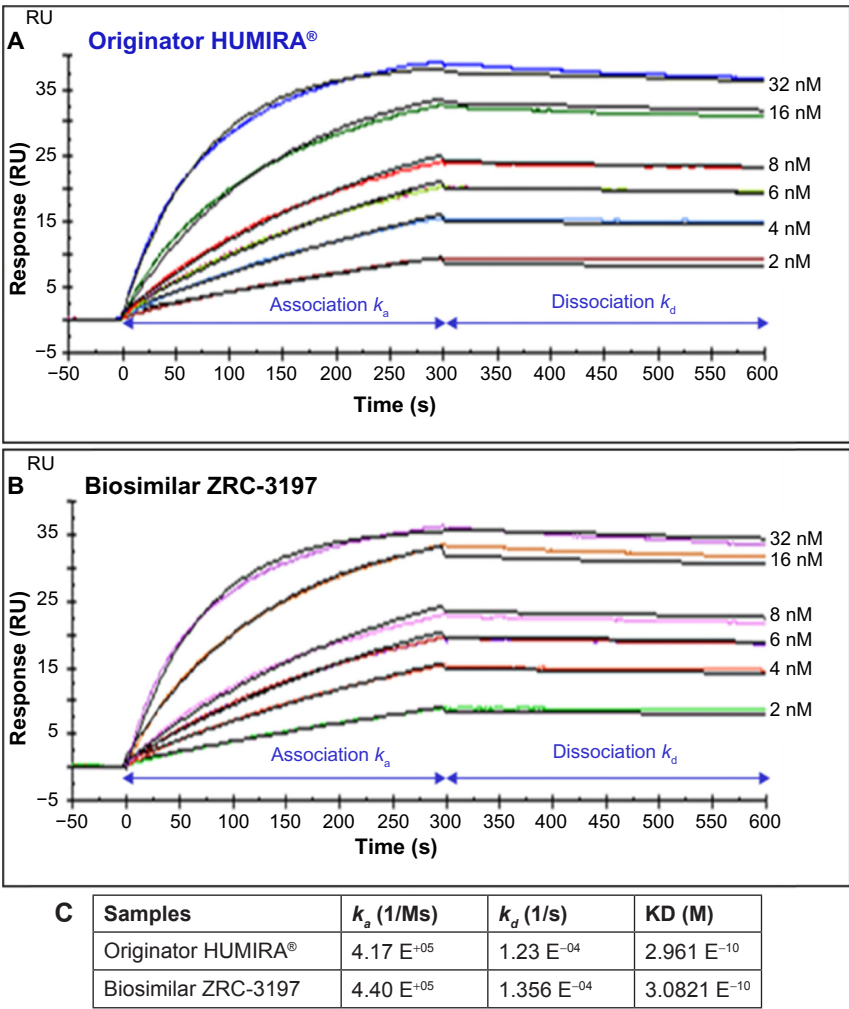 RU
A Originator HUMIRA®
Response (RU)
35
25
15
5
−5
32 nM
16 nM
8 nM
6 nM
4 nM
2 nM
Association ka
Dissociation kd
−50 0 50 100 150 200 250 300 350 400 450 500 550 600
Time (s)
RU
B Biosimilar ZRC-3197
Response (RU)
35
25
15
5
−5
32 nM
16 nM
8 nM
6 nM
4 nM
2 nM
Association ka
Dissociation kd
−50 0 50 100 150 200 250 300 350 400 450 500 550 600
Time (s)
C Samples ka (1/Ms) kd (1/s) KD (M)
Originator HUMIRA® 4.17 E+05 1.23 E−04 2.961 E−10
Biosimilar ZRC-3197 4.40 E+05 1.356 E−04 3.0821 E−10